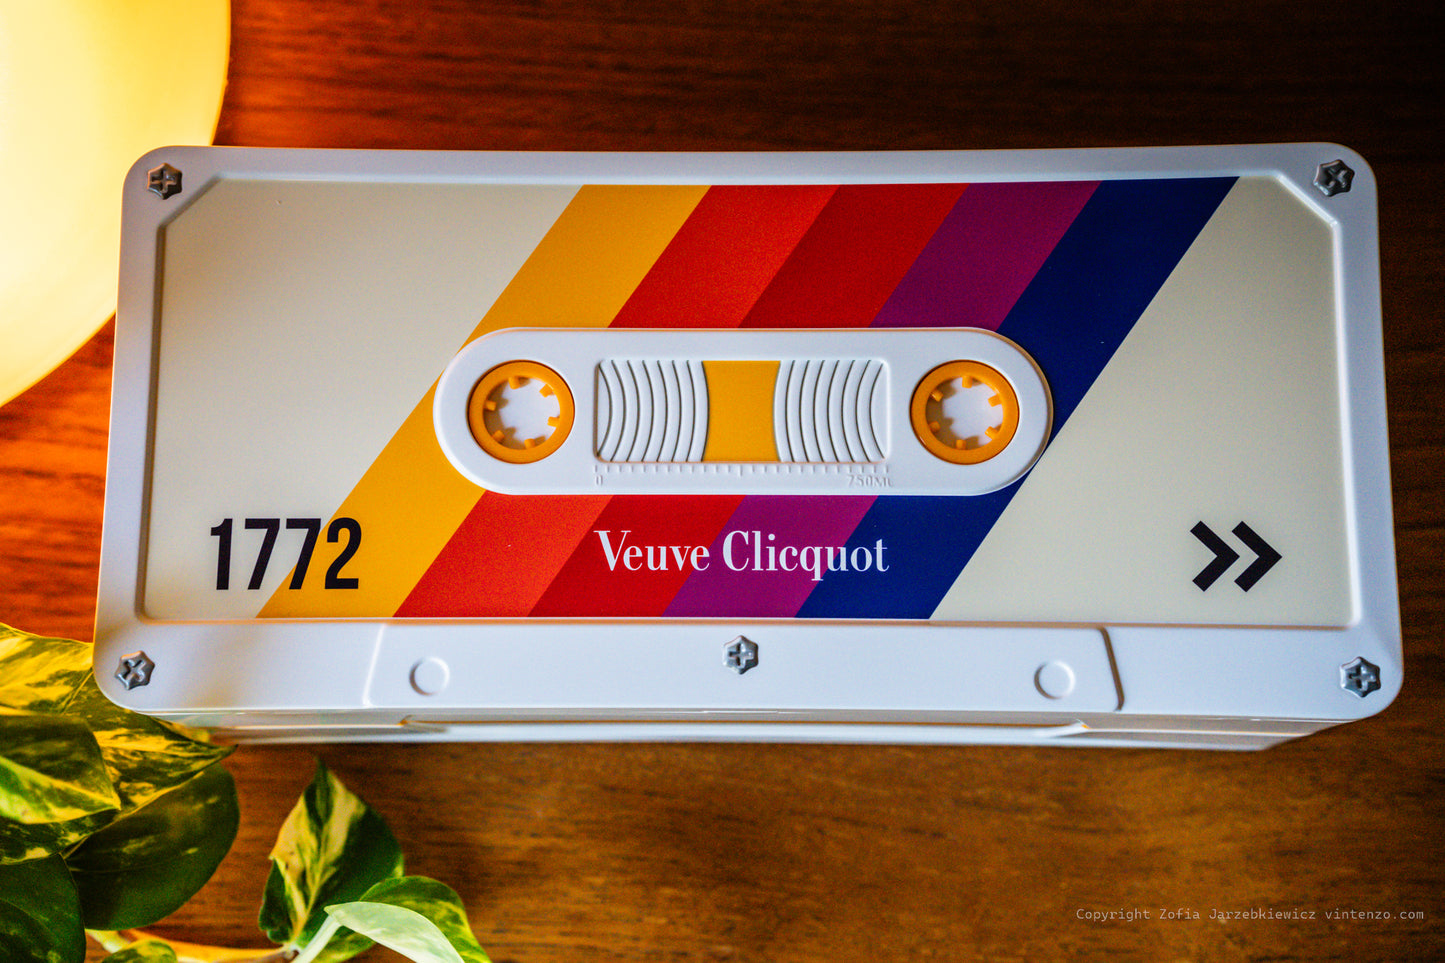 0 750ML
1772
Veuve Clicquot
>>
Copyright Zofia Jarzebkiewicz vintenzo.com